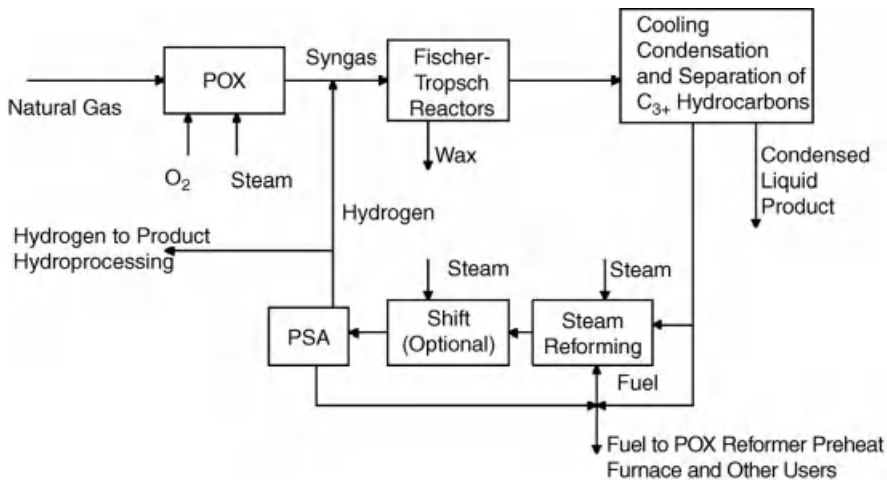 Natural Gas
POX
O2
Steam
Syngas
Fischer-
Tropsch
Reactors
Wax
Cooling
Condensation
and Separation of
C3+ Hydrocarbons
Condensed
Liquid
Product
Hydrogen
Hydrogen to Product
Hydroprocessing
PSA
Steam
Shift
(Optional)
Steam
Steam
Reforming
Fuel
Fuel to POX Reformer Preheat
Furnace and Other Users